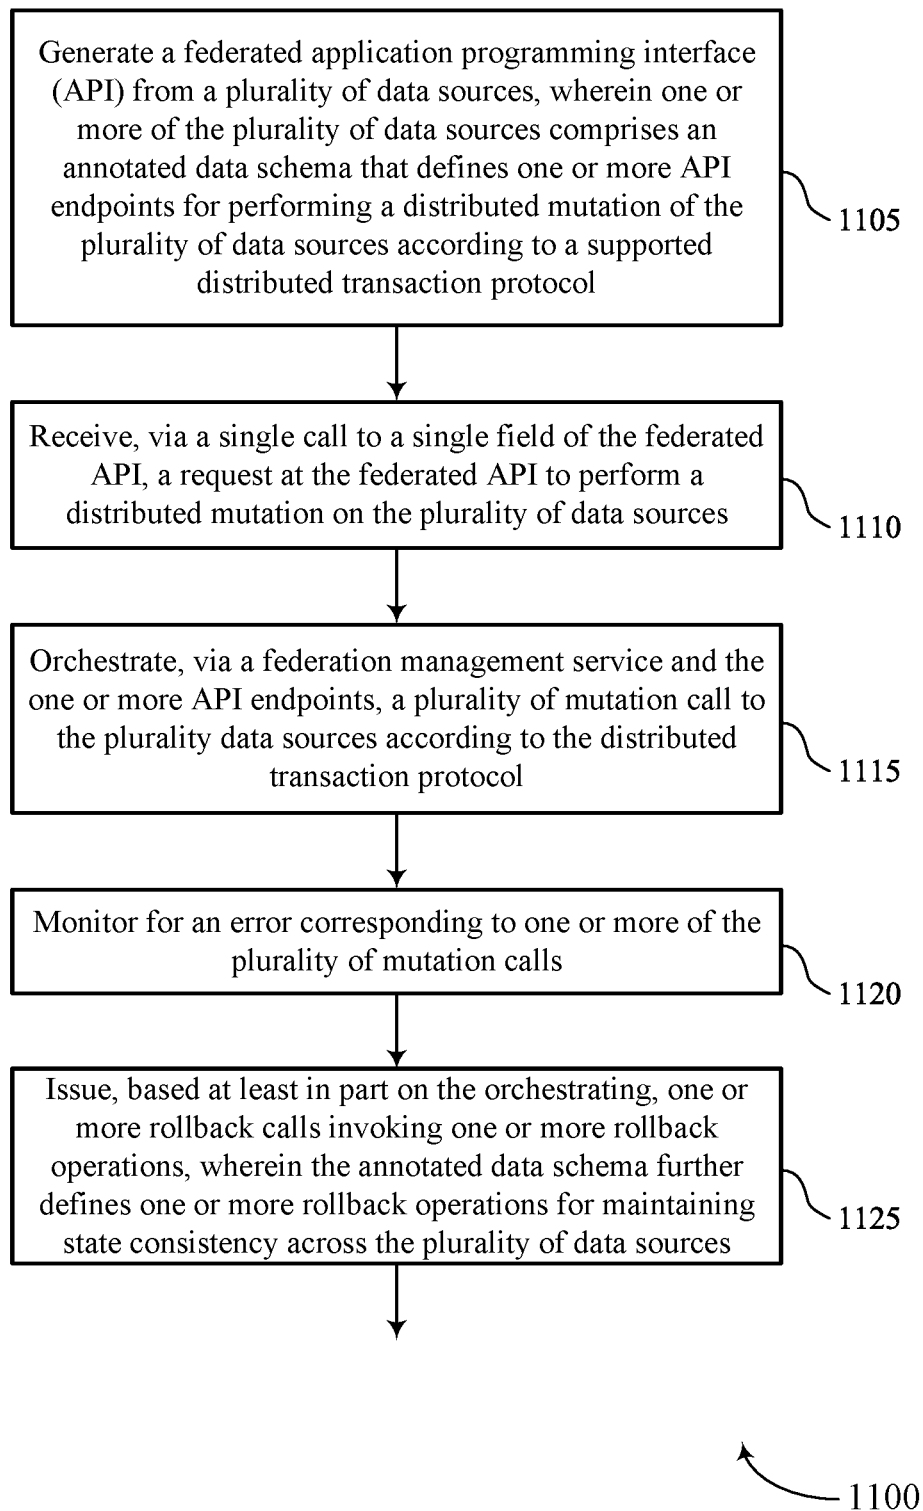 Generate a federated application programming interface
(API) from a plurality of data sources, wherein one or
more of the plurality of data sources comprises an
annotated data schema that defines one or more API
endpoints for performing a distributed mutation of the
plurality of data sources according to a supported
distributed transaction protocol
1105
Receive, via a single call to a single field of the federated
API, a request at the federated API to perform a
distributed mutation on the plurality of data sources
1110
Orchestrate, via a federation management service and the
one or more API endpoints, a plurality of mutation call to
the plurality data sources according to the distributed
transaction protocol
1115
Monitor for an error corresponding to one or more of the
plurality of mutation calls
1120
Issue, based at least in part on the orchestrating, one or
more rollback calls invoking one or more rollback
operations, wherein the annotated data schema further
defines one or more rollback operations for maintaining
state consistency across the plurality of data sources
1125
1100